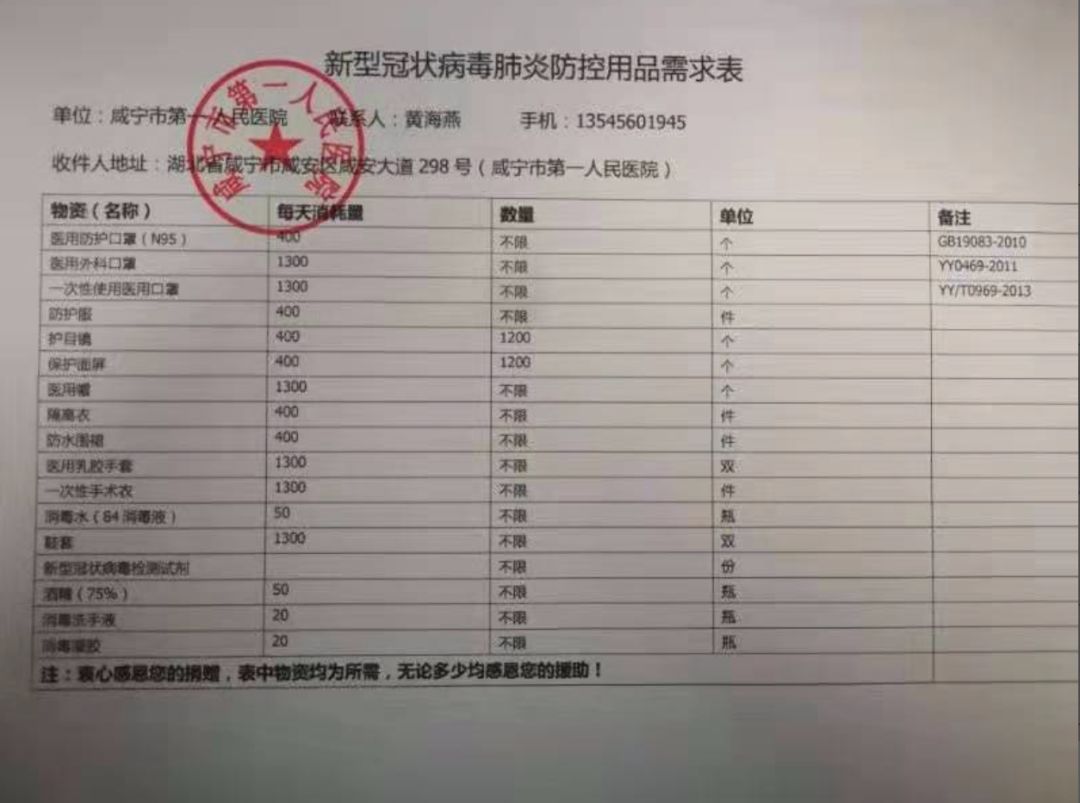 新型冠状病毒肺炎防控用品需求表
单位：咸宁市第一人民医院 联系人：黄海燕 手机：13545601945
收件人地址：湖北省咸宁市咸安区咸安大道 298 号（咸宁市第一人民医院）
咸宁市第一人民医院
物资（名称） 每天消耗量 数量 单位 备注
医用防护口罩（N95） 400 不限 个 GB19083-2010
医用外科口罩 1300 不限 个 YY0469-2011
一次性使用医用口罩 1300 不限 个 YY/T0969-2013
防护服 400 不限 件
护目镜 400 1200 个
保护面屏 400 1200 个
医用帽 1300 不限 个
隔离衣 400 不限 件
防水围裙 400 不限 件
医用乳胶手套 1300 不限 双
一次性手术衣 1300 不限 件
消毒水（84 消毒液） 50 不限 瓶
鞋套 1300 不限 双
新型冠状病毒检测试剂 不限 份
酒精（75%） 50 不限 瓶
消毒洗手液 20 不限 瓶
消毒凝胶 20 不限 瓶
注：衷心感恩您的捐赠，表中物资均为所需，无论多少均感恩您的援助！